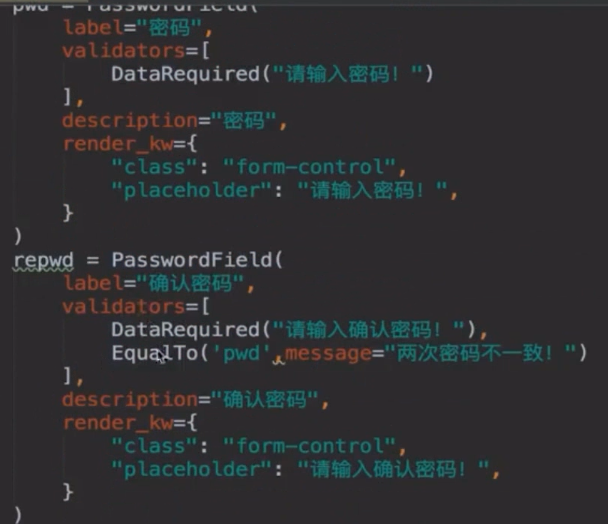 pwd = PasswordField(
label="密码",
validators=[
DataRequired("请输入密码！")
],
description="密码",
render_kw={
"class": "form-control",
"placeholder": "请输入密码！",
}
)
repwd = PasswordField(
label="确认密码",
validators=[
DataRequired("请输入确认密码！"),
EqualTo('pwd',message="两次密码不一致！")
],
description="确认密码",
render_kw={
"class": "form-control",
"placeholder": "请输入确认密码！",
}
)